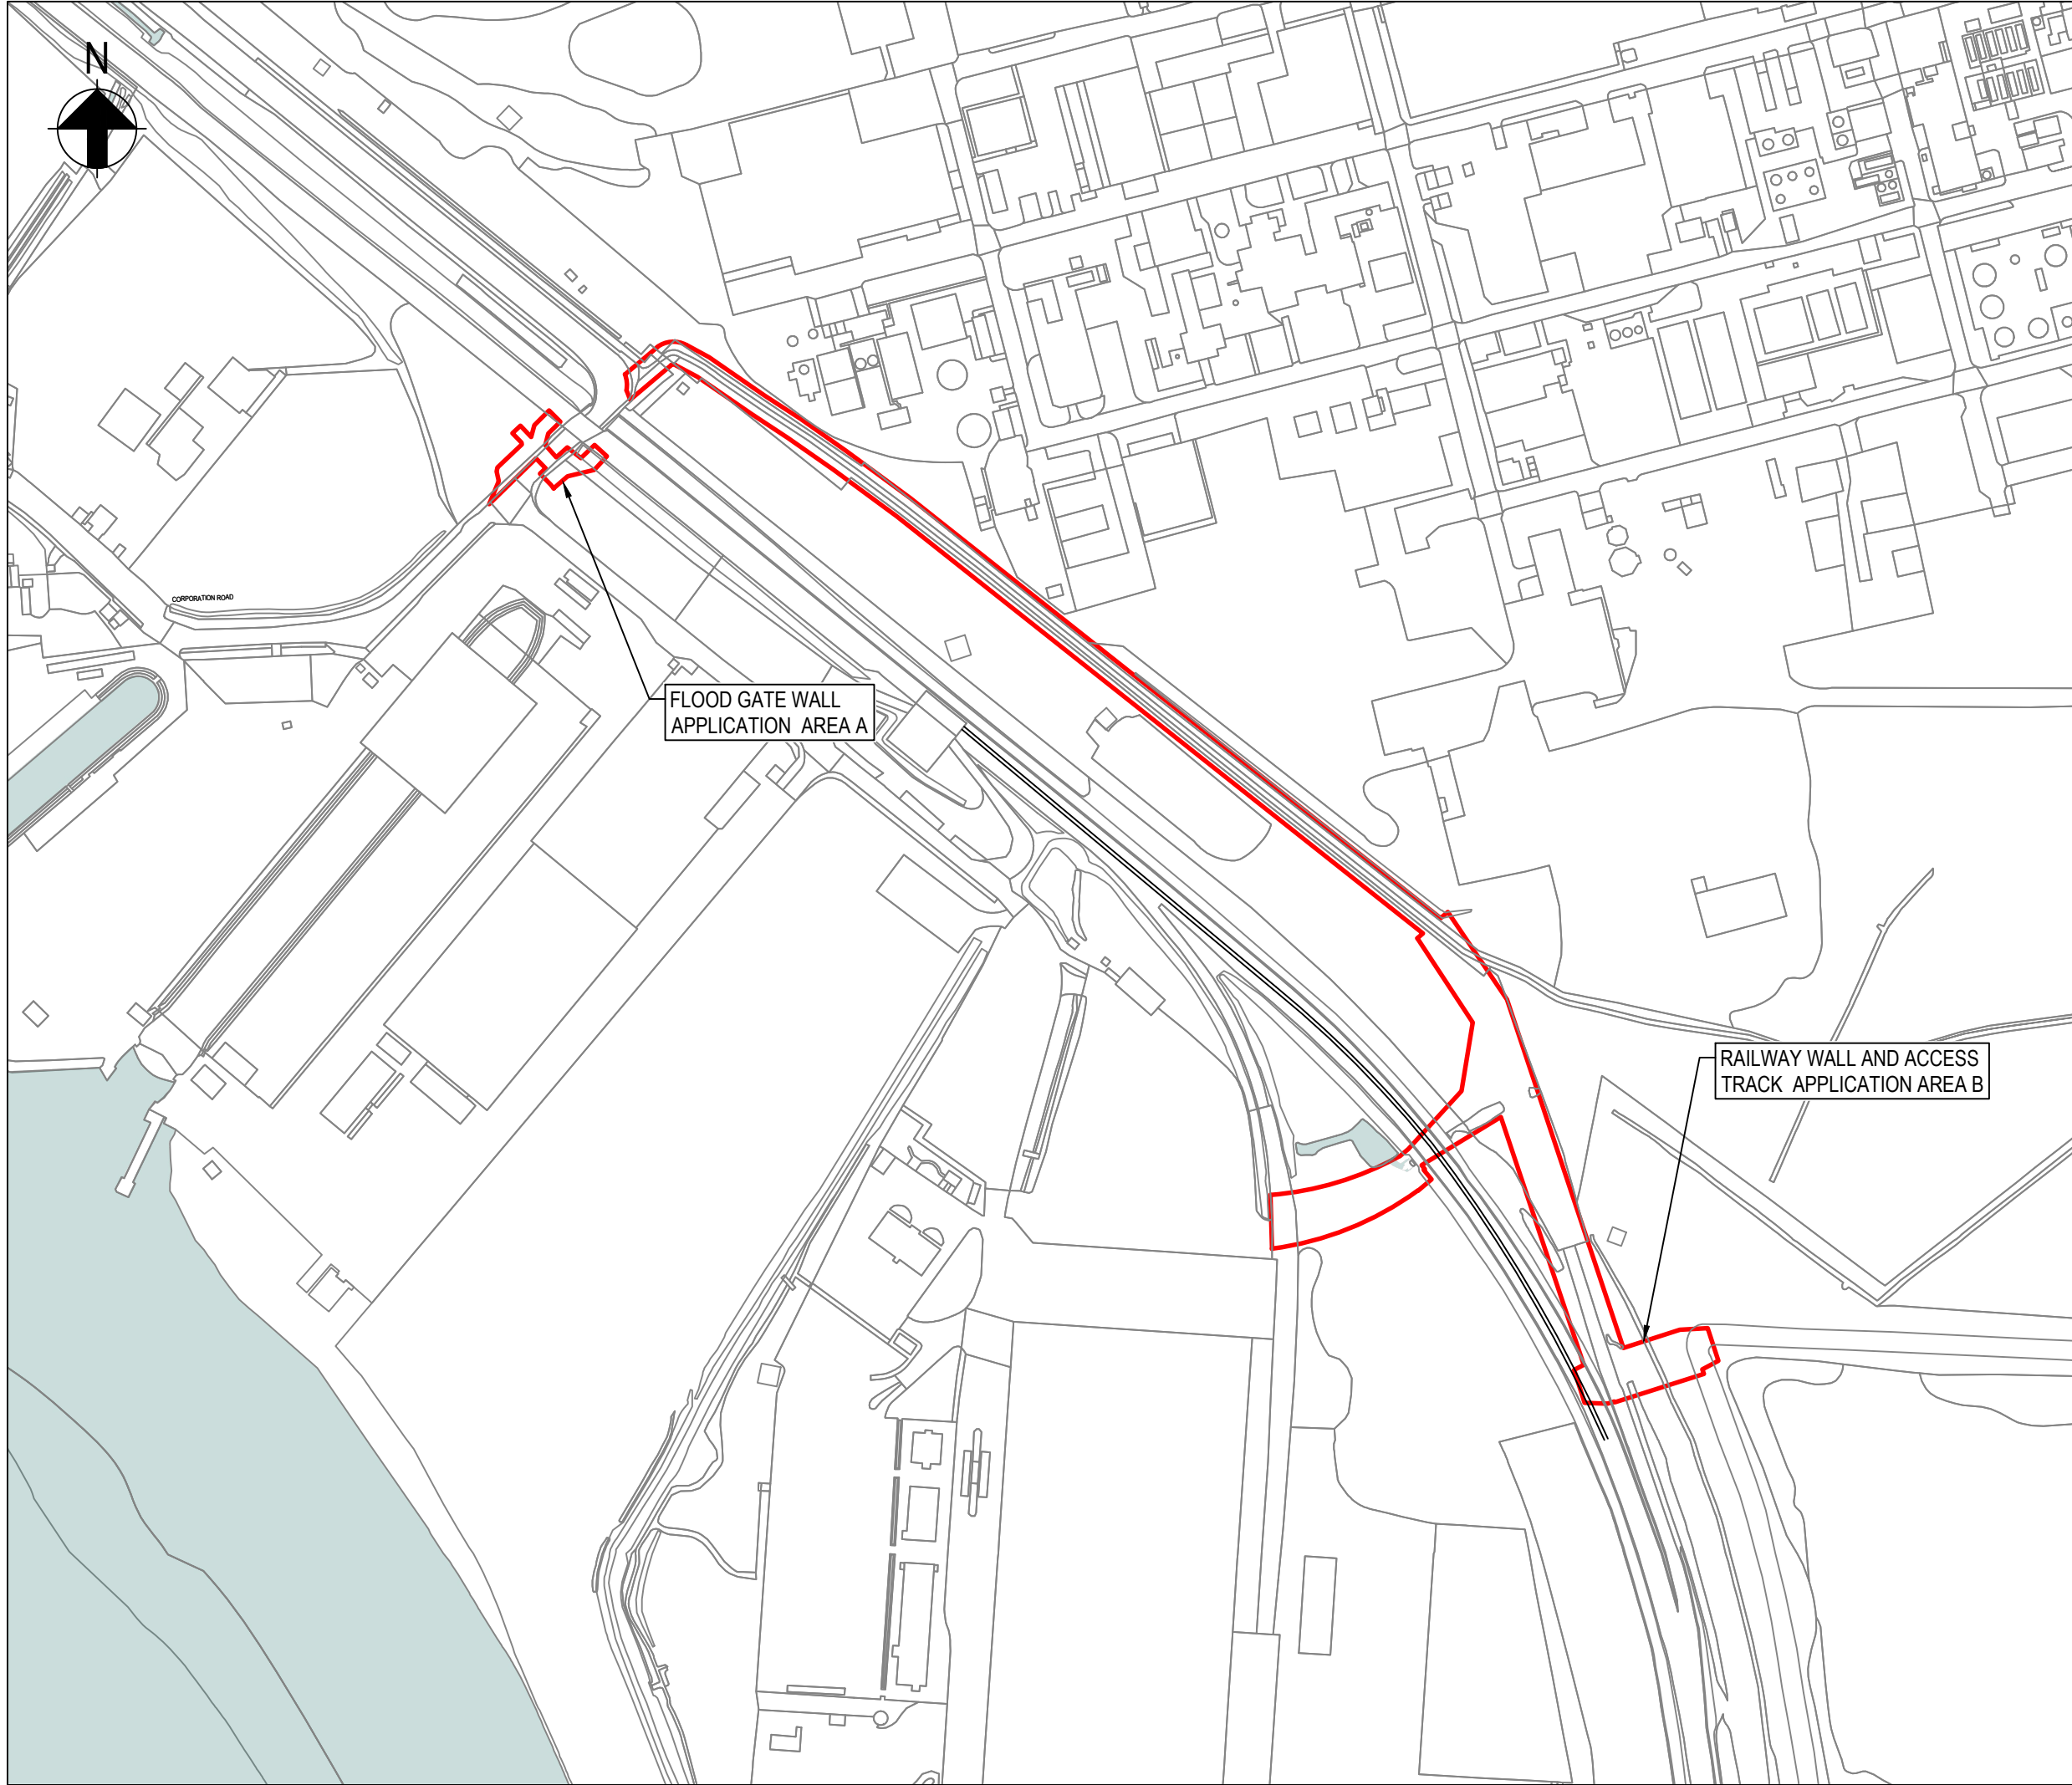 N
CORPORATION ROAD
FLOOD GATE WALL
APPLICATION AREA A
RAILWAY WALL AND ACCESS
TRACK APPLICATION AREA B